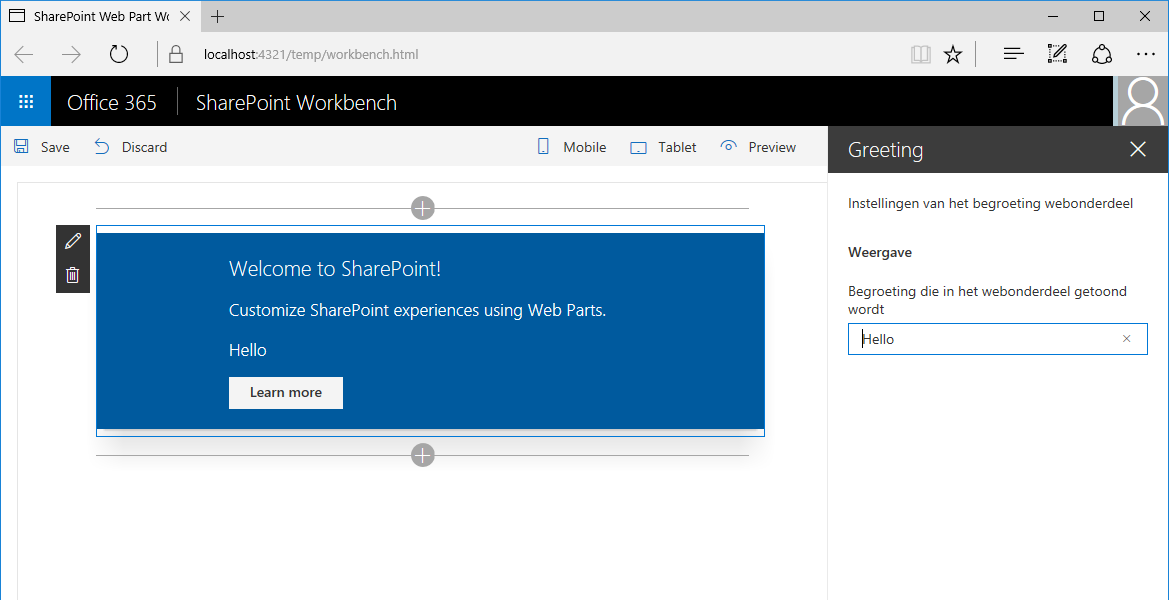 SharePoint Web Part Wo
localhost:4321/temp/workbench.html
Office 365 SharePoint Workbench
Save Discard Mobile Tablet Preview
Greeting
Instellingen van het begroeting webonderdeel
Weergave
Begroeting die in het webonderdeel getoond
wordt
Hello
Welcome to SharePoint!
Customize SharePoint experiences using Web Parts.
Hello
Learn more